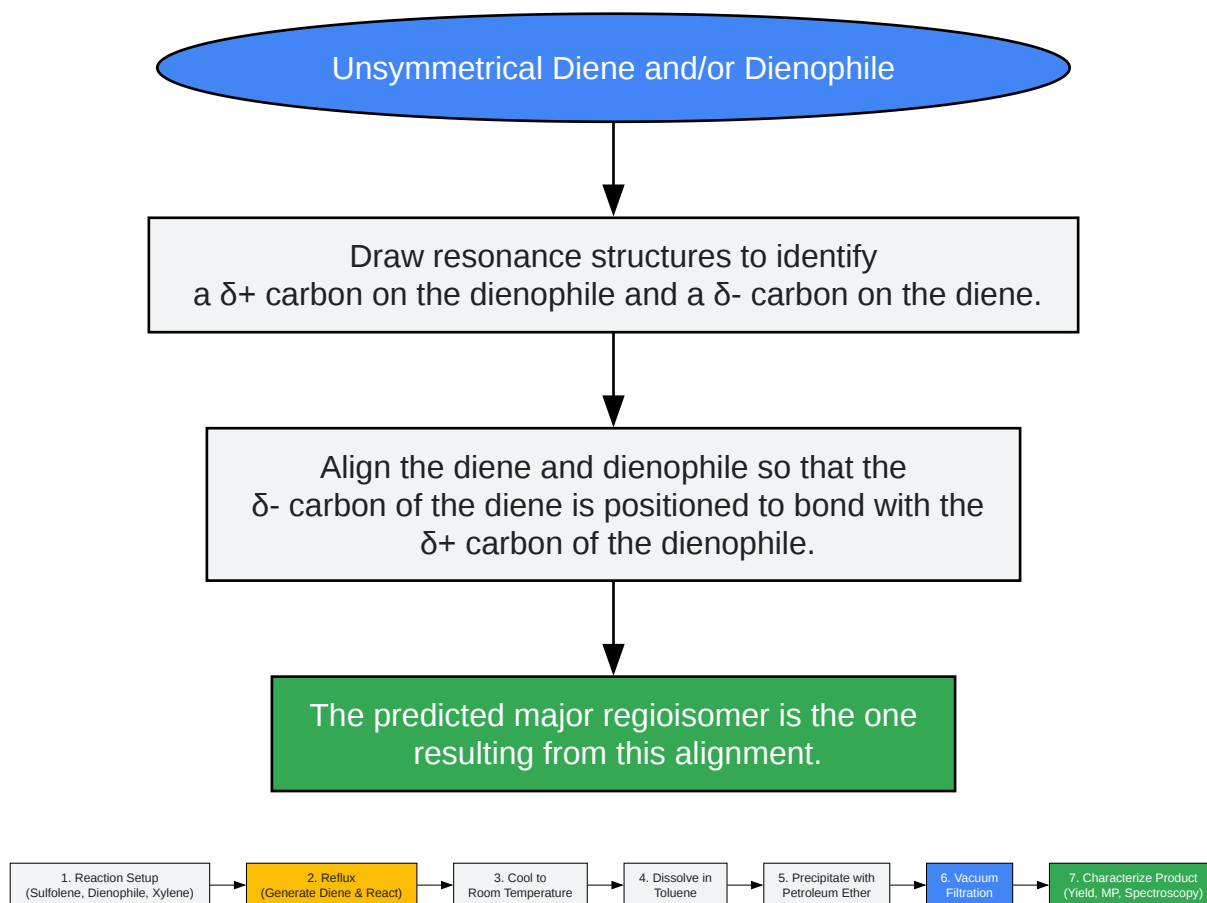 Unsymmetrical Diene and/or Dienophile
Draw resonance structures to identify
a δ+ carbon on the dienophile and a δ- carbon on the diene.
Align the diene and dienophile so that the
δ- carbon of the diene is positioned to bond with the
δ+ carbon of the dienophile.
The predicted major regioisomer is the one
resulting from this alignment.
1. Reaction Setup
(Sulfolene, Dienophile, Xylene)
2. Reflux
(Generate Diene & React)
3. Cool to
Room Temperature
4. Dissolve in
Toluene
5. Precipitate with
Petroleum Ether
6. Vacuum
Filtration
7. Characterize Product
(Yield, MP, Spectroscopy)